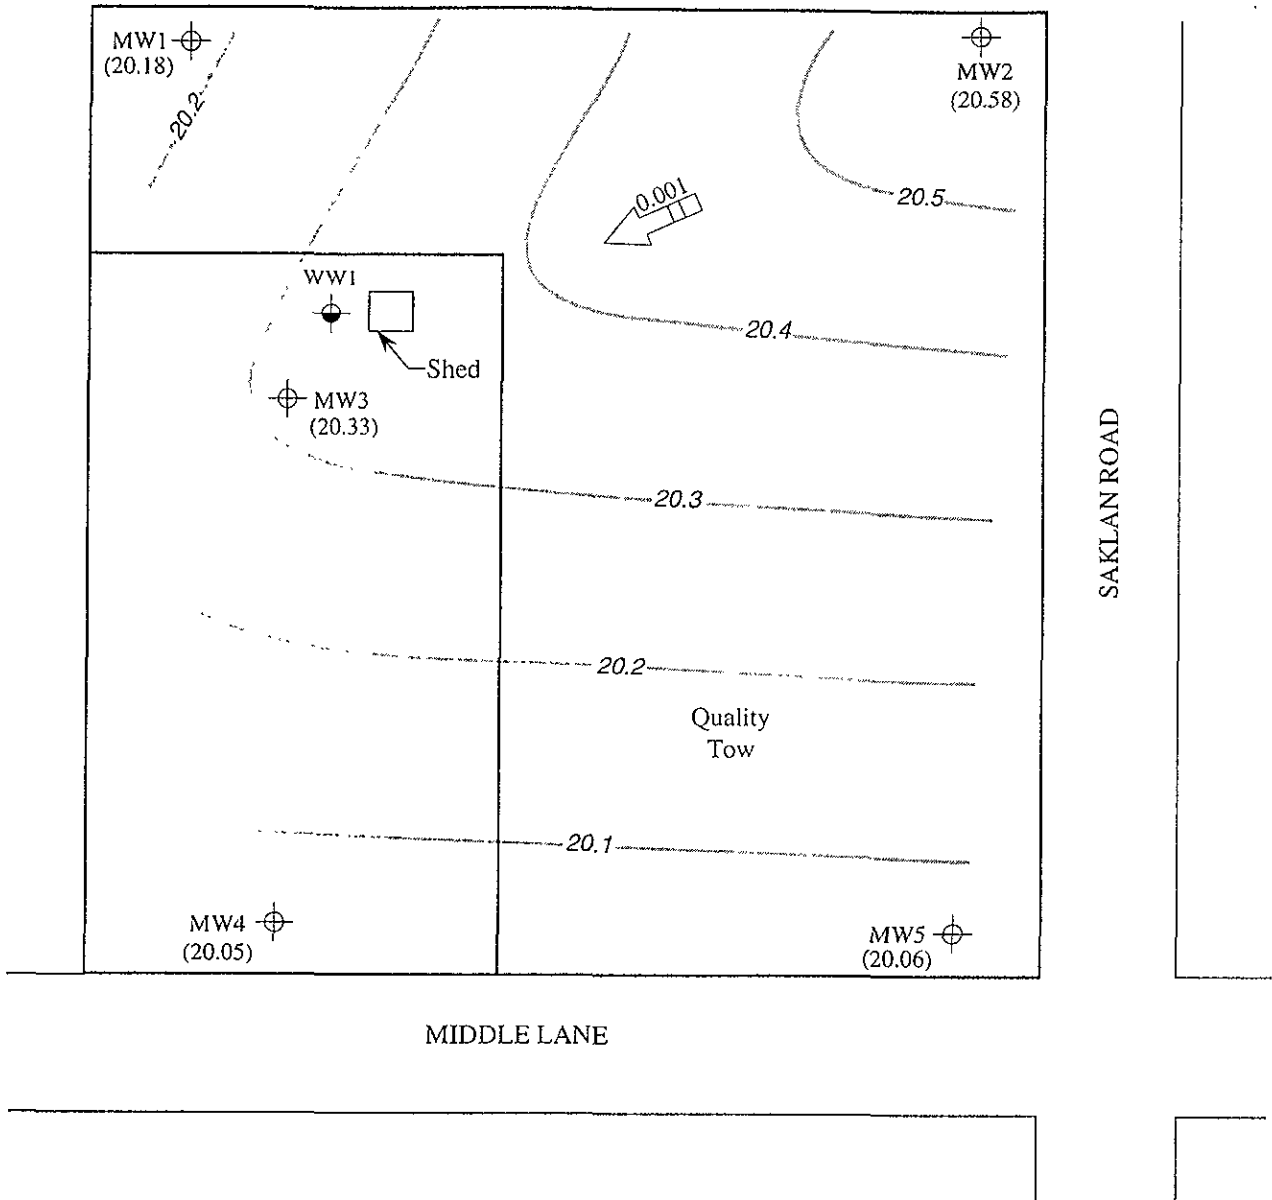 MW1
(20.18)
MW2
(20.58)
20.2
0.001
20.5
WW1
20.4
Shed
MW3
(20.33)
20.3
SAKLAN ROAD
20.2
Quality
Tow
20.1
MW4
(20.05)
MW5
(20.06)
MIDDLE LANE